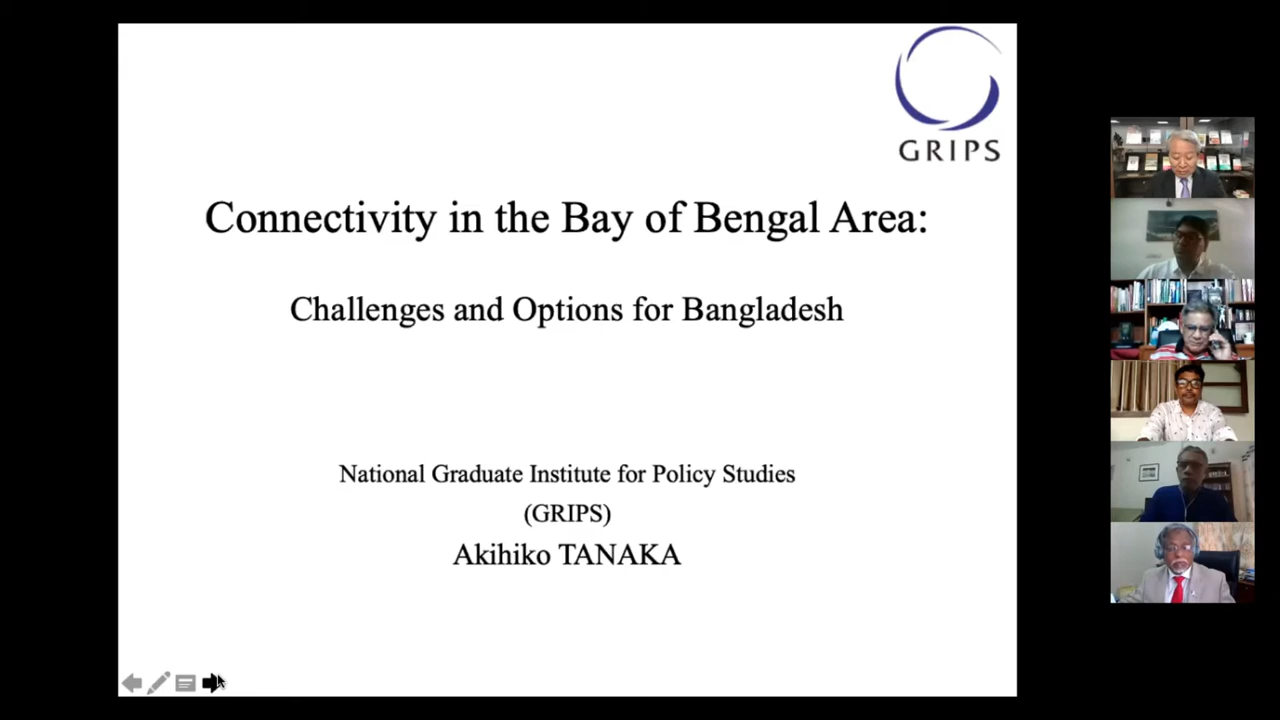 GRIPS
Connectivity in the Bay of Bengal Area:
Challenges and Options for Bangladesh
National Graduate Institute for Policy Studies
(GRIPS)
Akihiko TANAKA